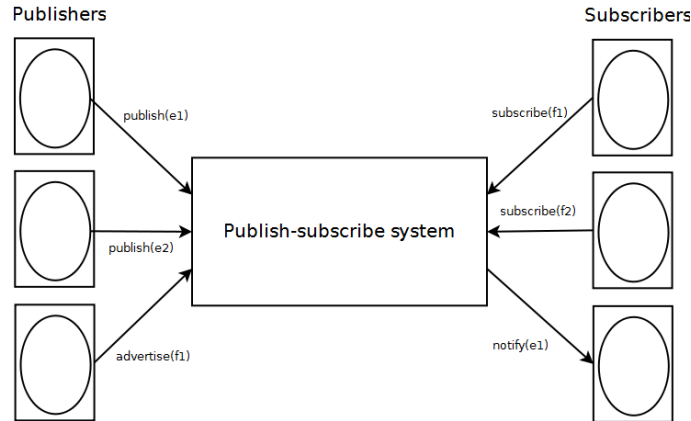 Publishers
Subscribers
publish(e1)
subscribe(f1)
publish(e2)
Publish-subscribe system
subscribe(f2)
advertise(f1)
notify(e1)